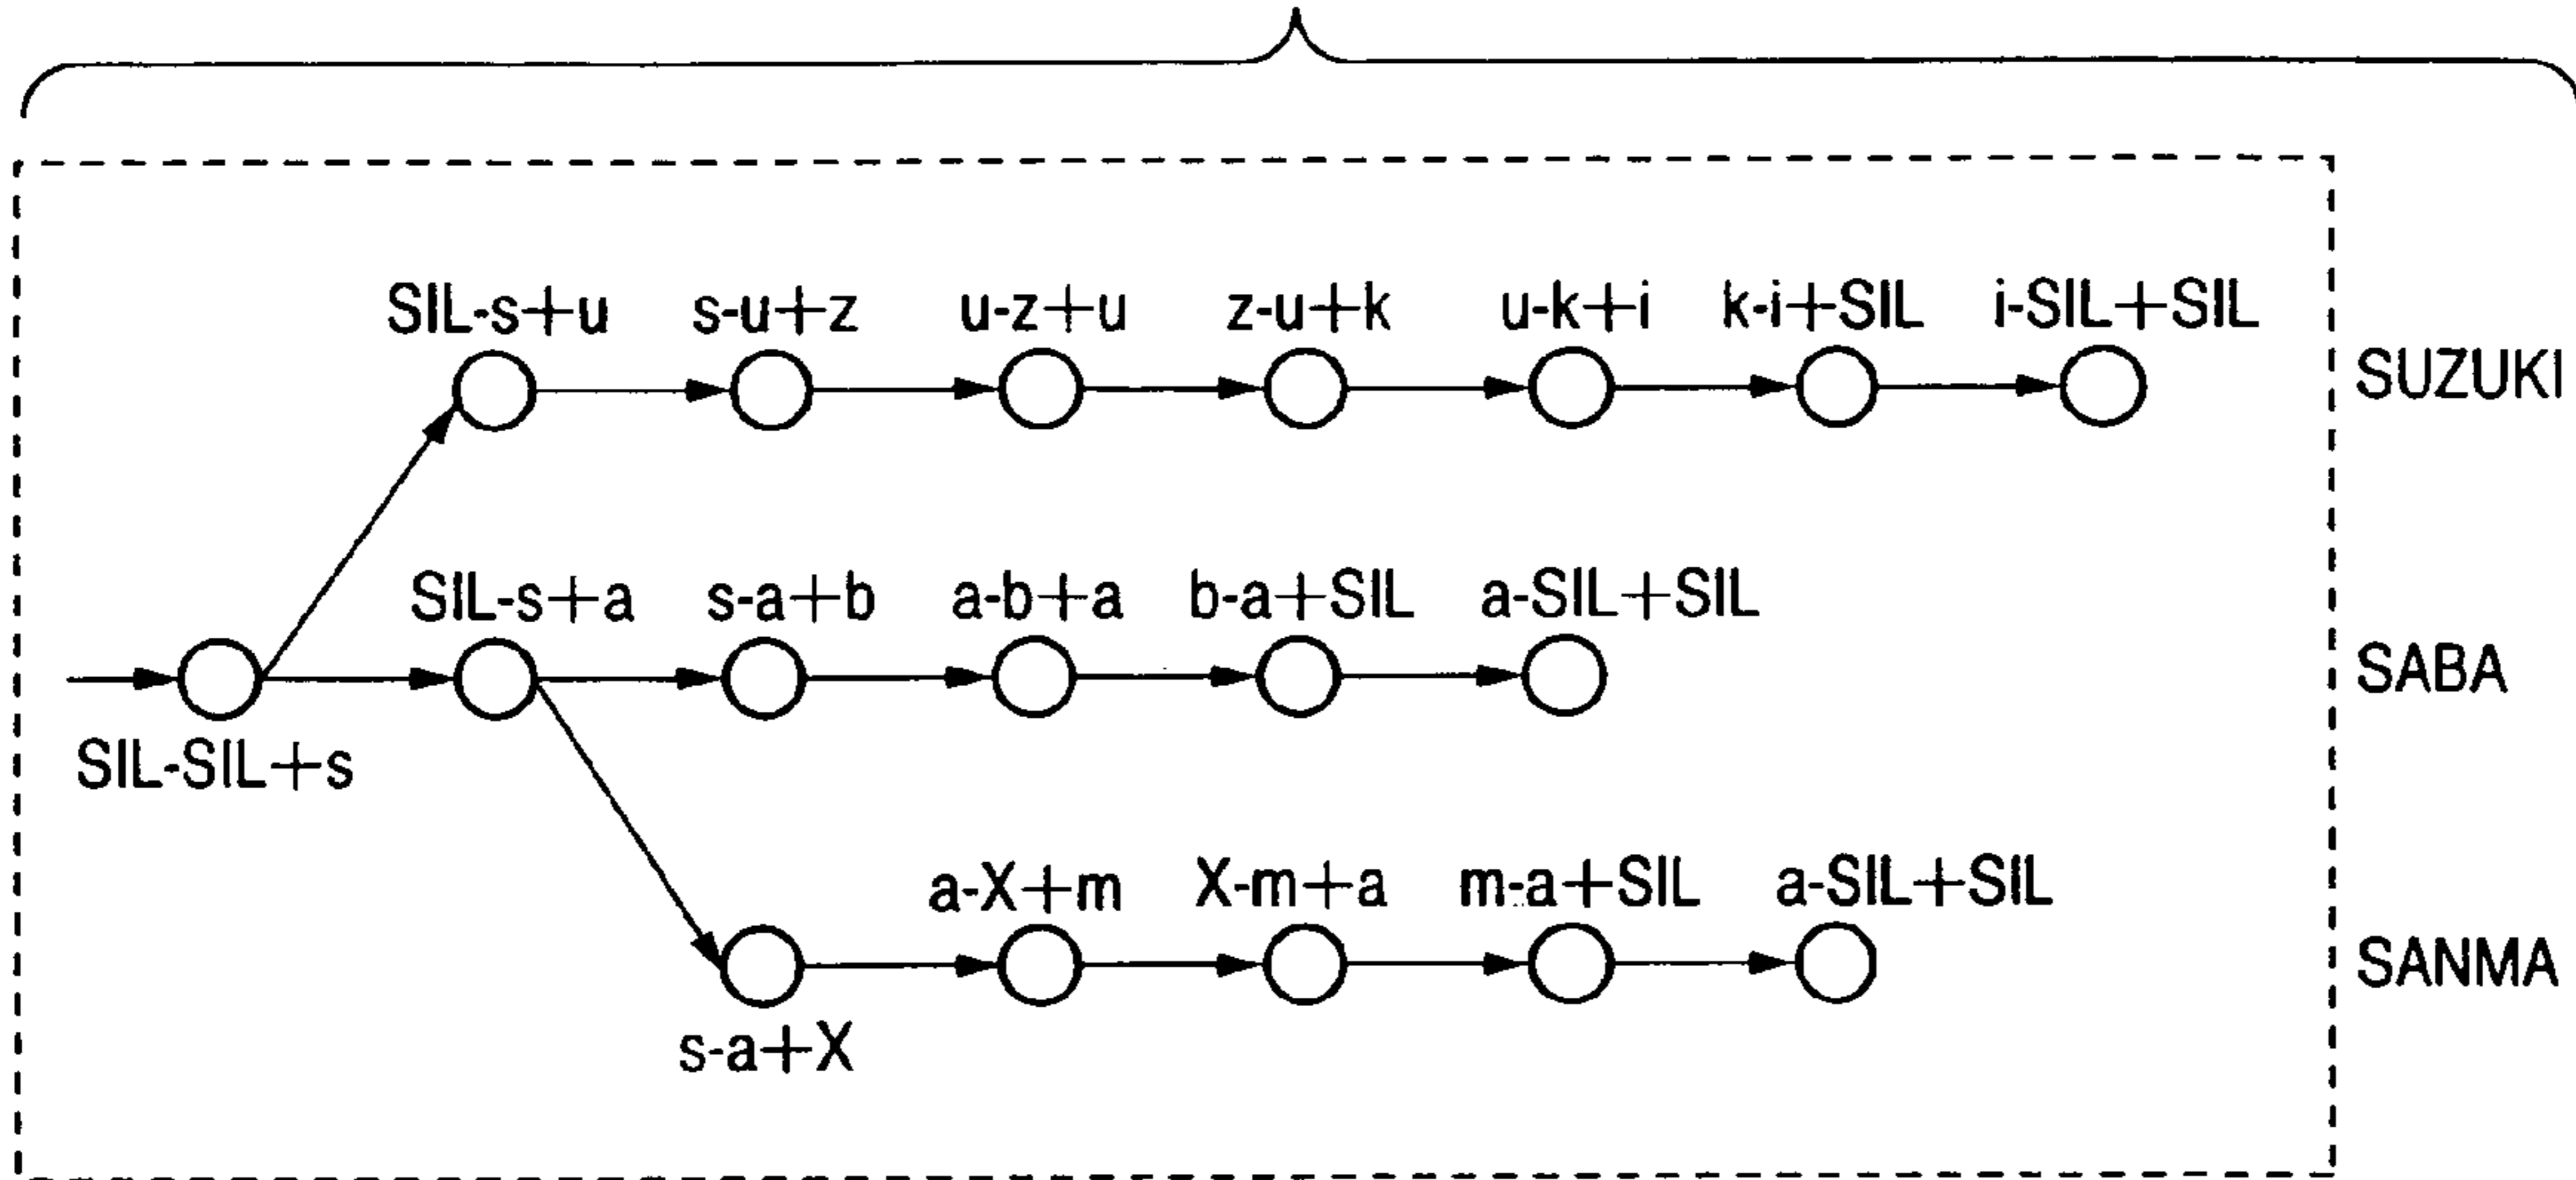 SIL-s+u s-u+z u-z+u z-u+k u-k+i k-i+SIL i-SIL+SIL
SUZUKI
SIL-s+a s-a+b a-b+a b-a+SIL a-SIL+SIL
SABA
SIL-SIL+s
a-X+m X-m+a m-a+SIL a-SIL+SIL
SANMA
s-a+X